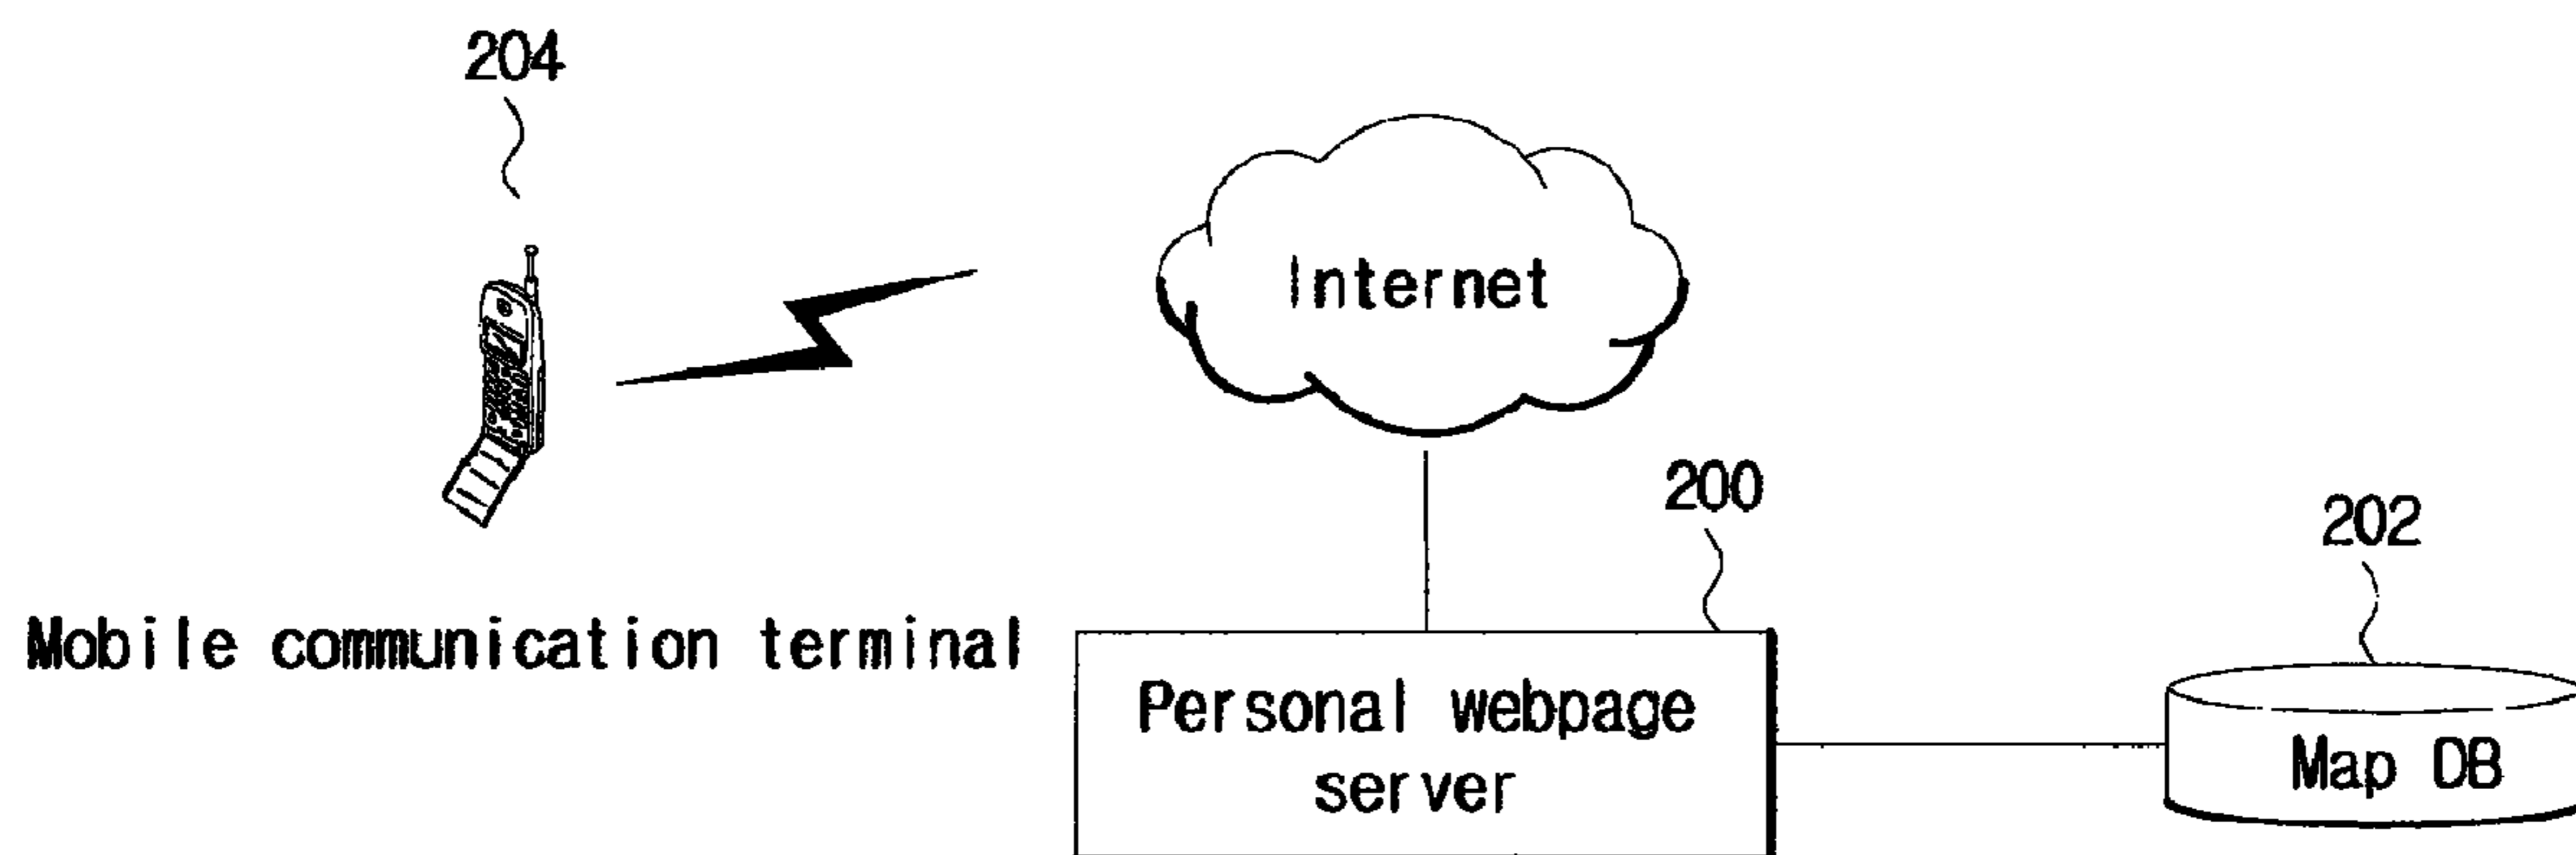 204
Internet
200
202
Mobile communication terminal
Personal webpage
server
Map DB